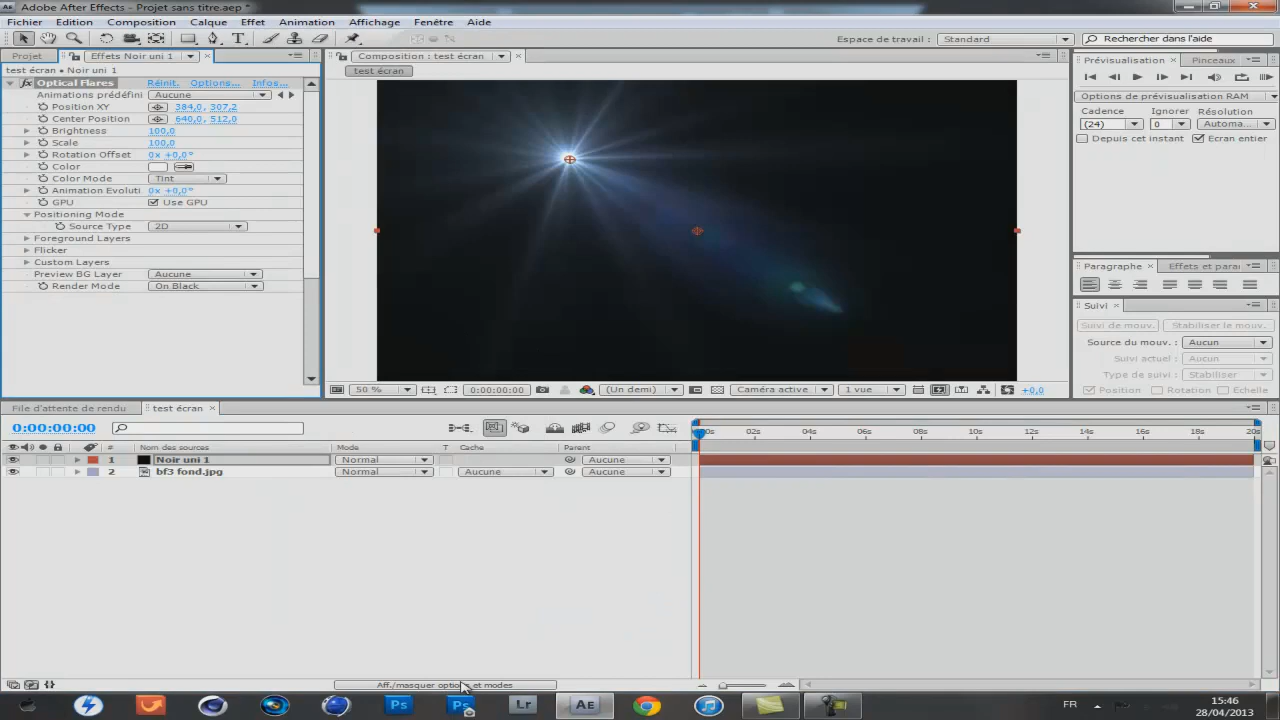 Adobe After Effects - Projet sans titre.aep *
Fichier Edition Composition Calque Effet Animation Affichage Fenêtre Aide
Espace de travail : Standard Rechercher dans l'aide
Projet Effets Noir uni 1
test écran • Noir uni 1
Optical Flares Réinit. Options... Infos...
Animations prédéfini Aucune
Position XY 384,0, 307,2
Center Position 640,0, 512,0
Brightness 100,0
Scale 100,0
Rotation Offset 0x +0,0°
Color
Color Mode Tint
Animation Evoluti 0x +0,0°
GPU Use GPU
Positioning Mode
Source Type 2D
Foreground Layers
Flicker
Custom Layers
Preview BG Layer Aucune
Render Mode On Black
Composition : test écran
test écran
50 % 0:00:00:00 (Un demi) Caméra active 1 vue +0,0
Prévisualisation Pinceaux
Options de prévisualisation RAM
Cadence Ignorer Résolution
(24) 0 Automa...
Depuis cet instant Ecran entier
Paragraphe Effets et paran
Suivi
Suivi de mouv. Stabiliser le mouv.
Source du mouv. : Aucun
Suivi actuel : Aucun
Type de suivi : Stabiliser
Position Rotation Echelle
File d'attente de rendu test écran
0:00:00:00
# Nom des sources Mode T Cache Parent
1 Noir uni 1 Normal Aucune
2 bf3 fond.jpg Normal Aucune Aucune
00s 02s 04s 06s 08s 10s 12s 14s 16s 18s 20s
Aff./masquer options et modes
Ps Ps Lr AE
FR 15:46
28/04/2013